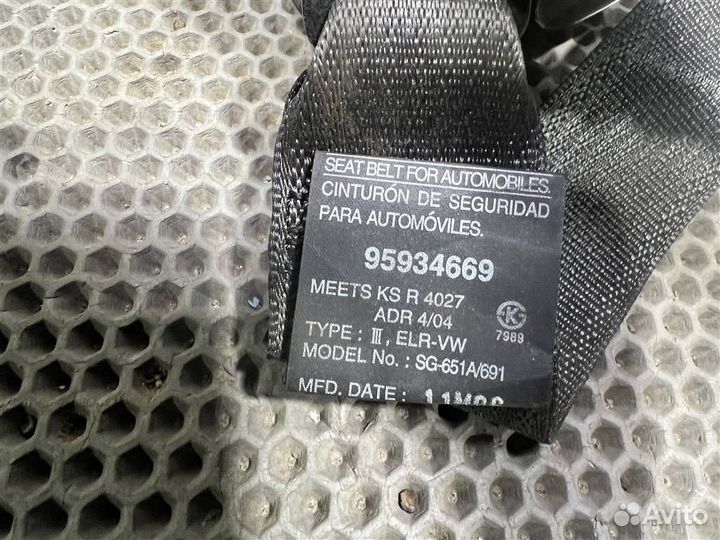 SEAT BELT FOR AUTOMOBILES.
CINTURÓN DE SEGURIDAD
PARA AUTOMÓVILES.
95934669
MEETS KS R 4027
ADR 4/04
K
7989
TYPE : Ⅲ, ELR-VW
MODEL No. : SG-651A/691
MFD. DATE :
Avito